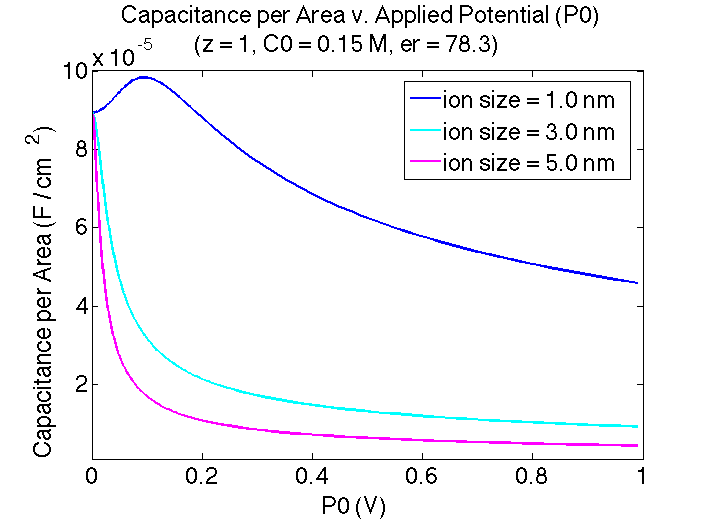 Capacitance per Area v. Applied Potential (P0)
(z = 1, C0 = 0.15 M, er = 78.3)
x 10^-5
10
8
6
4
2
0
0.2
0.4
0.6
0.8
1
P0 (V)
Capacitance per Area (F / cm^2)
ion size = 1.0 nm
ion size = 3.0 nm
ion size = 5.0 nm